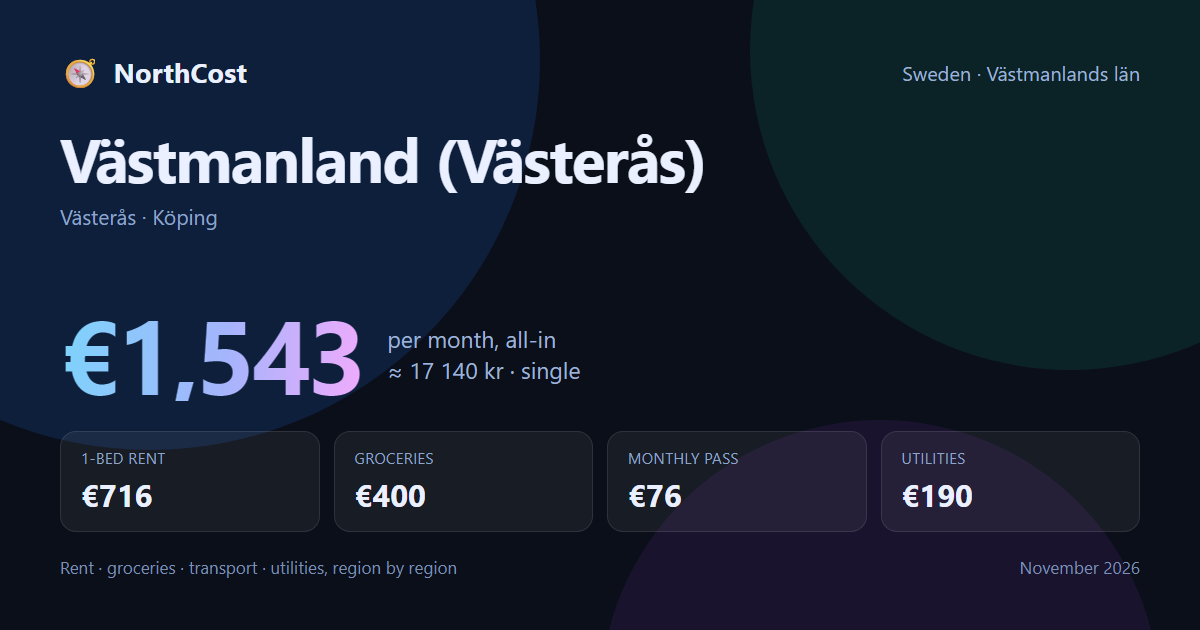 NorthCost
Sweden · Västmanlands län
Västmanland (Västerås)
Västerås · Köping
€1,543
per month, all-in
≈ 17 140 kr · single
1-BED RENT
€716
GROCERIES
€400
MONTHLY PASS
€76
UTILITIES
€190
Rent · groceries · transport · utilities, region by region
November 2026